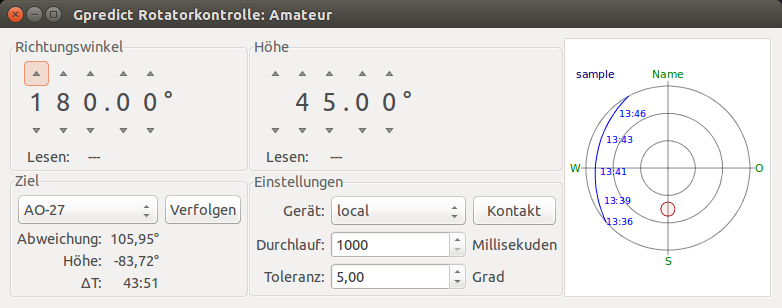 Gpredict Rotatorkontrolle: Amateur
Richtungswinkel
180.00°
Lesen: ---
Höhe
45.00°
Lesen: ---
Ziel
AO-27 Verfolgen
Abweichung: 105,95°
Höhe: -83,72°
ΔT: 43:51
Einstellungen
Gerät: local Kontakt
Durchlauf: 1000 Millisekuden
Toleranz: 5,00 Grad
sample Name
13:46
13:43
W 13:41 O
13:39
13:36
S